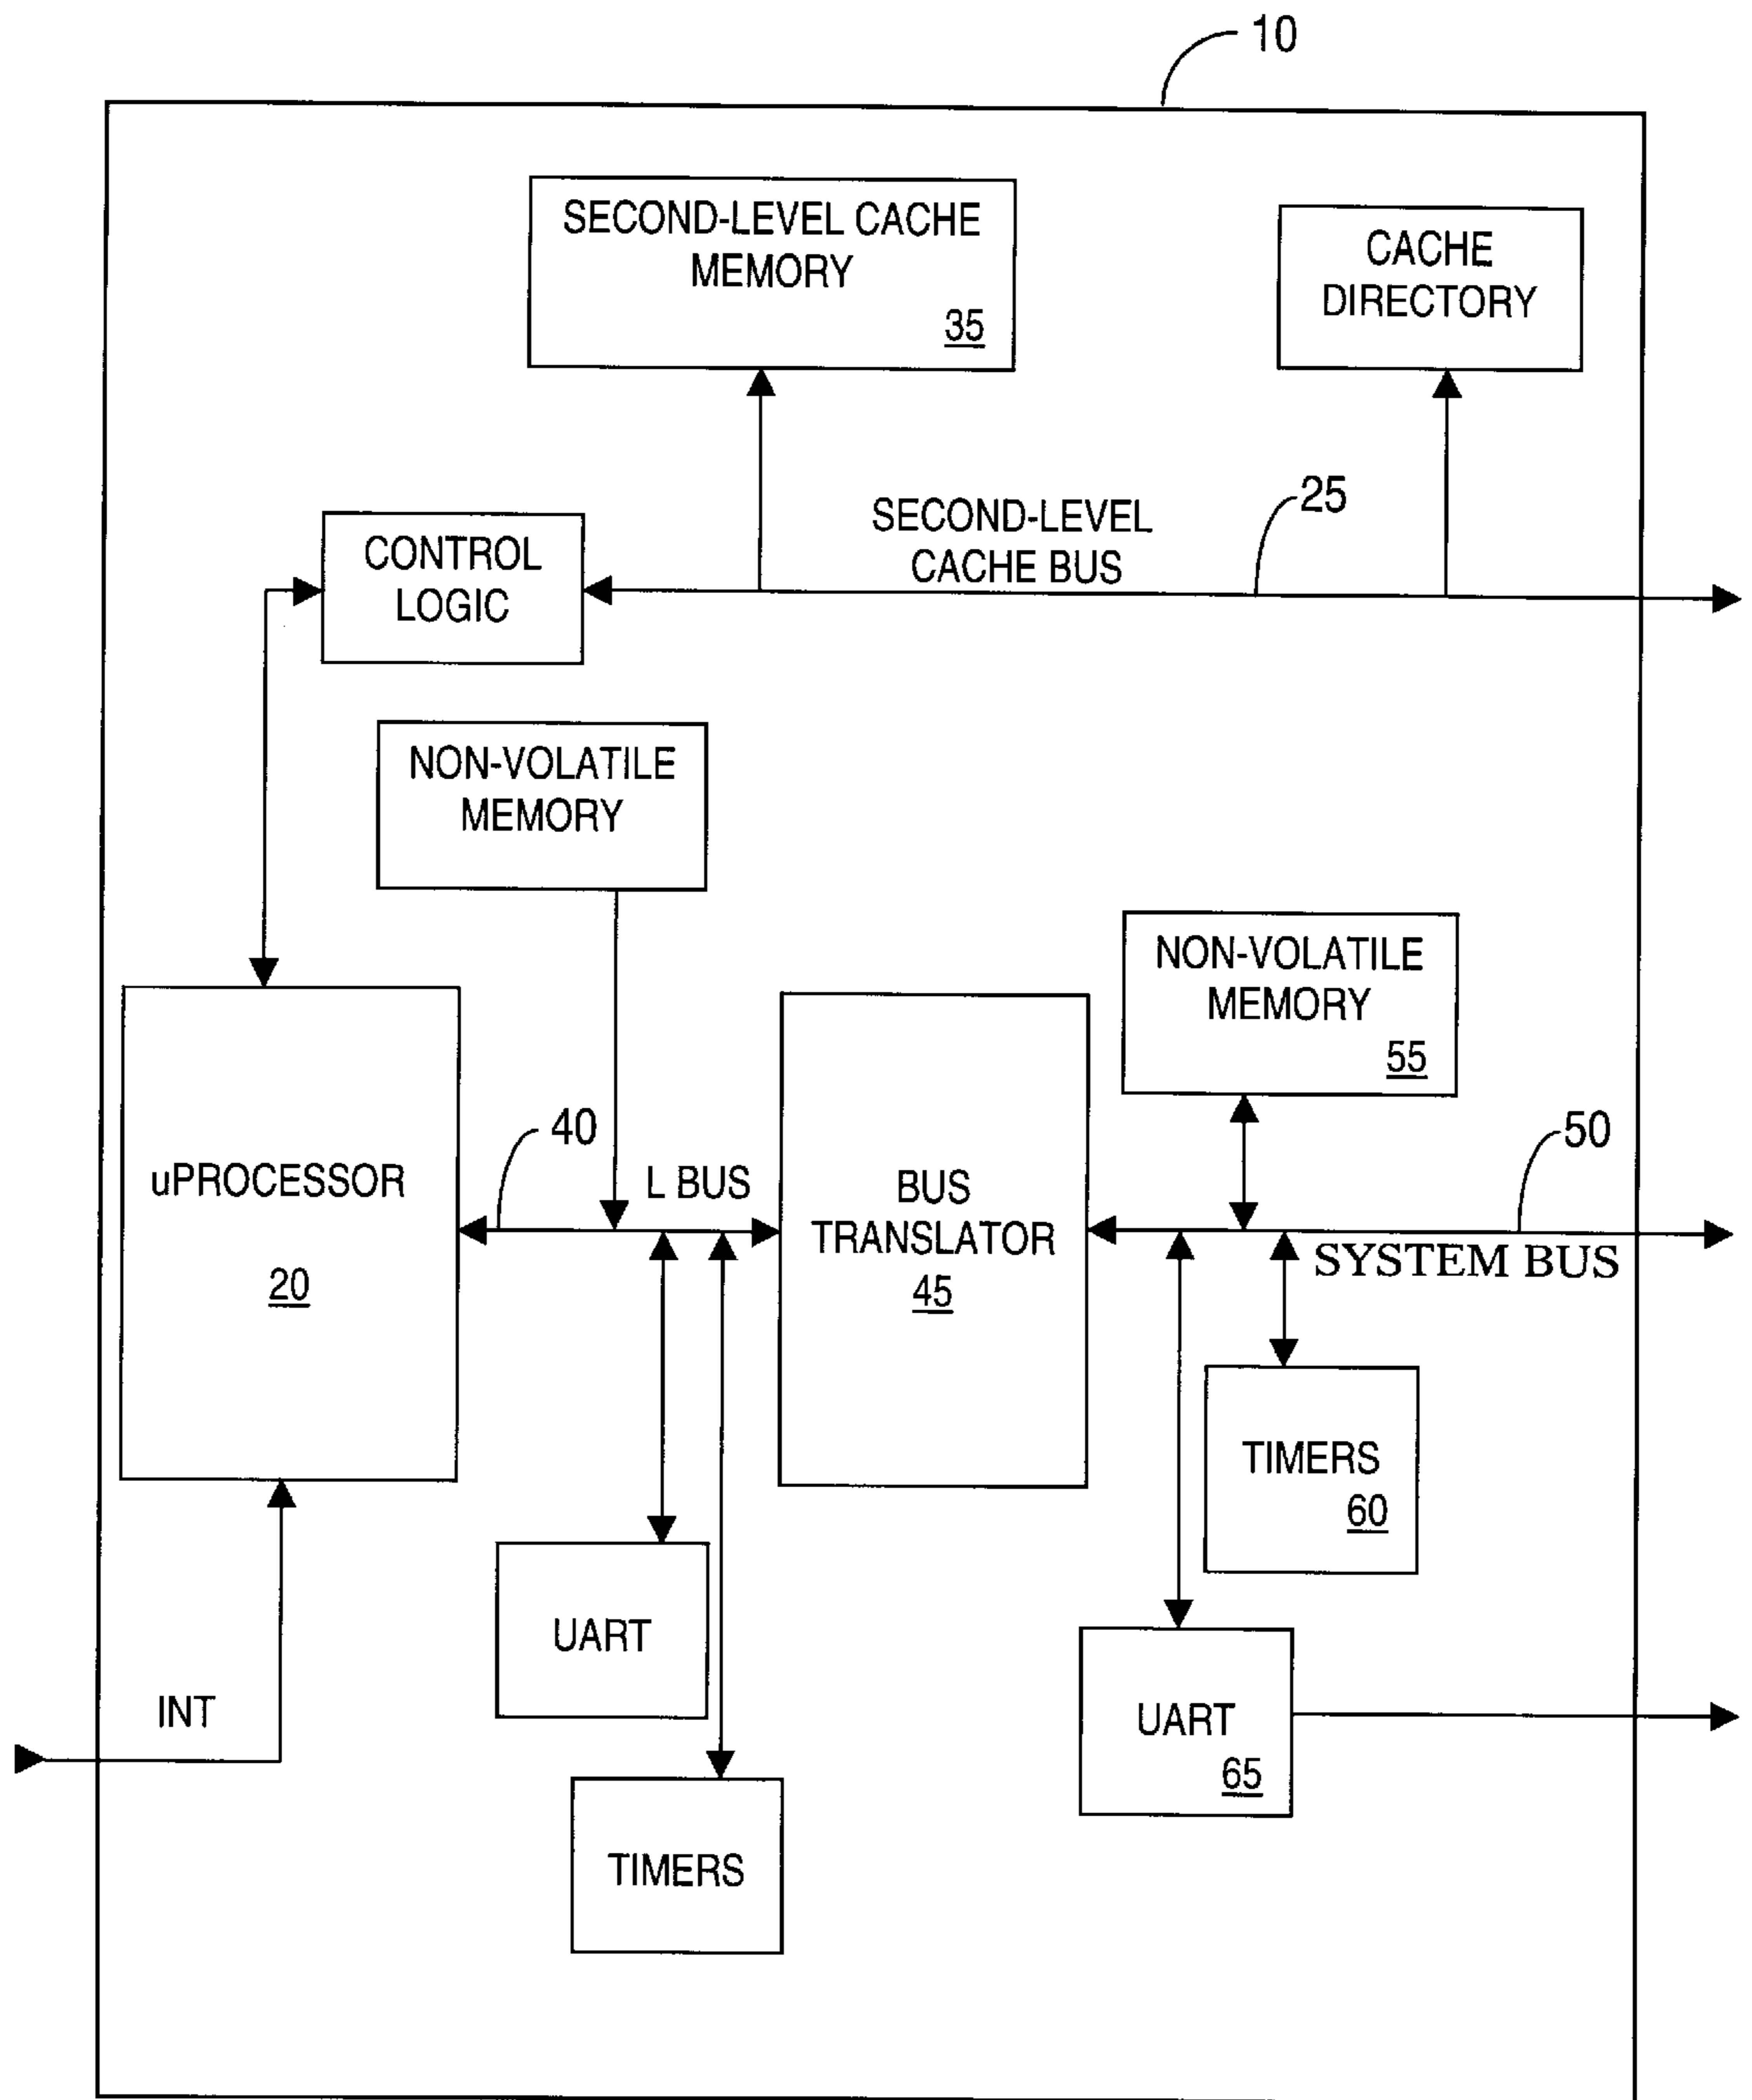 10
SECOND-LEVEL CACHE
MEMORY
35
CACHE
DIRECTORY
SECOND-LEVEL
CACHE BUS
25
CONTROL
LOGIC
NON-VOLATILE
MEMORY
NON-VOLATILE
MEMORY
55
uPROCESSOR
20
40
L BUS
BUS
TRANSLATOR
45
50
SYSTEM BUS
TIMERS
60
UART
INT
UART
65
TIMERS